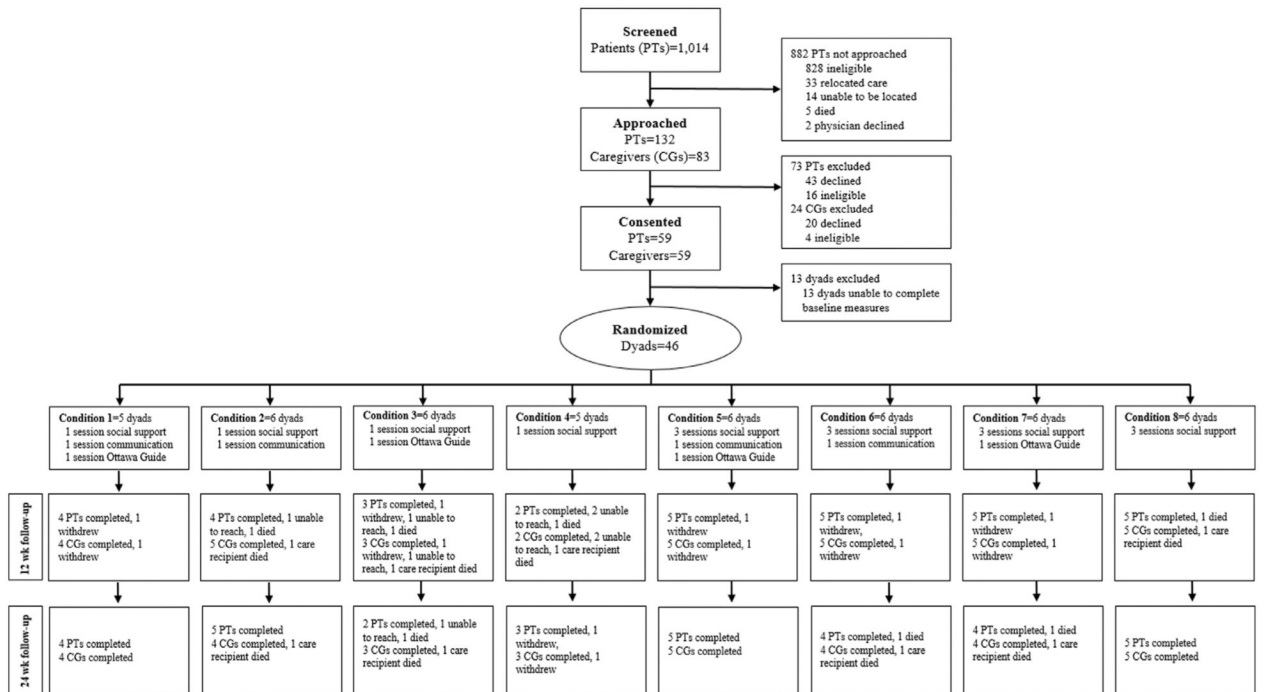 Screened
Patients (PTs)=1,014
882 PTs not approached
828 ineligible
33 relocated care
14 unable to be located
5 died
2 physician declined
Approached
PTs=132
Caregivers (CGs)=83
73 PTs excluded
43 declined
16 ineligible
24 CGs excluded
20 declined
4 ineligible
Consented
PTs=59
Caregivers=59
13 dyads excluded
13 dyads unable to complete
baseline measures
Randomized
Dyads=46
Condition 1=5 dyads
1 session social support
1 session communication
1 session Ottawa Guide
Condition 2=6 dyads
1 session social support
1 session communication
Condition 3=6 dyads
1 session social support
1 session Ottawa Guide
Condition 4=5 dyads
1 session social support
Condition 5=6 dyads
3 sessions social support
1 session communication
1 session Ottawa Guide
Condition 6=6 dyads
3 sessions social support
1 session communication
Condition 7=6 dyads
3 sessions social support
1 session Ottawa Guide
Condition 8=6 dyads
3 sessions social support
12 wk follow-up
4 PTs completed, 1
withdrew
4 CGs completed, 1
withdrew
4 PTs completed, 1 unable
to reach, 1 died
5 CGs completed, 1 care
recipient died
3 PTs completed, 1
withdrew, 1 unable to
reach, 1 died
3 CGs completed, 1
withdrew, 1 unable to
reach, 1 care recipient died
2 PTs completed, 2
unable to reach, 1 died
2 CGs completed, 2
unable to reach, 1 care
recipient died
5 PTs completed, 1
withdrew
5 CGs completed, 1
withdrew
5 PTs completed, 1
withdrew,
5 CGs completed, 1
withdrew
5 PTs completed, 1
withdrew
5 CGs completed, 1
withdrew
5 PTs completed, 1 died
5 CGs completed, 1 care
recipient died
24 wk follow-up
4 PTs completed
4 CGs completed
5 PTs completed
4 CGs completed, 1 care
recipient died
2 PTs completed, 1 unable
to reach, 1 died
3 CGs completed, 1 care
recipient died
3 PTs completed, 1
withdrew,
3 CGs completed, 1
withdrew
5 PTs completed
5 CGs completed
4 PTs completed, 1 died
4 CGs completed, 1 care
recipient died
4 PTs completed, 1 died
4 CGs completed, 1 care
recipient died
5 PTs completed
5 CGs completed